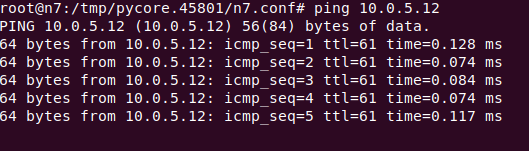 root@n7:/tmp/pycore.45801/n7.conf# ping 10.0.5.12
PING 10.0.5.12 (10.0.5.12) 56(84) bytes of data.
64 bytes from 10.0.5.12: icmp_seq=1 ttl=61 time=0.128 ms
64 bytes from 10.0.5.12: icmp_seq=2 ttl=61 time=0.074 ms
64 bytes from 10.0.5.12: icmp_seq=3 ttl=61 time=0.084 ms
64 bytes from 10.0.5.12: icmp_seq=4 ttl=61 time=0.074 ms
64 bytes from 10.0.5.12: icmp_seq=5 ttl=61 time=0.117 ms